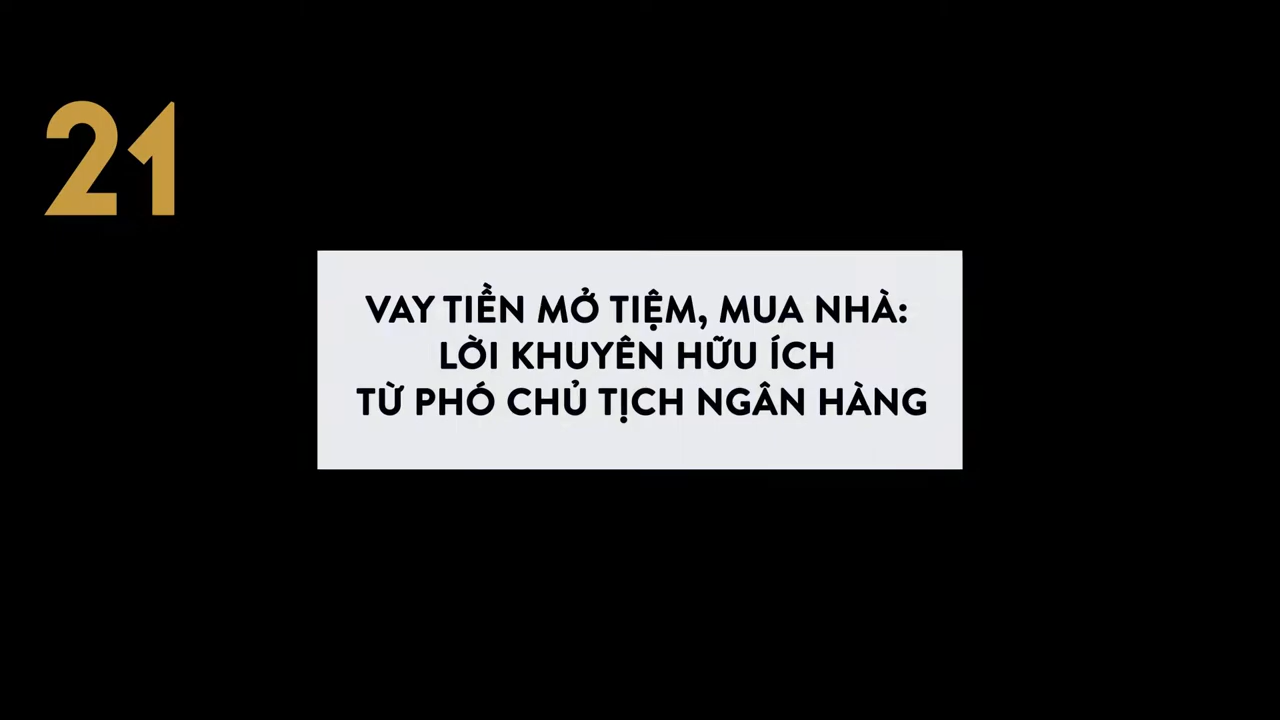 21
VAY TIỀN MỞ TIỆM, MUA NHÀ:
LỜI KHUYÊN HỮU ÍCH
TỪ PHÓ CHỦ TỊCH NGÂN HÀNG